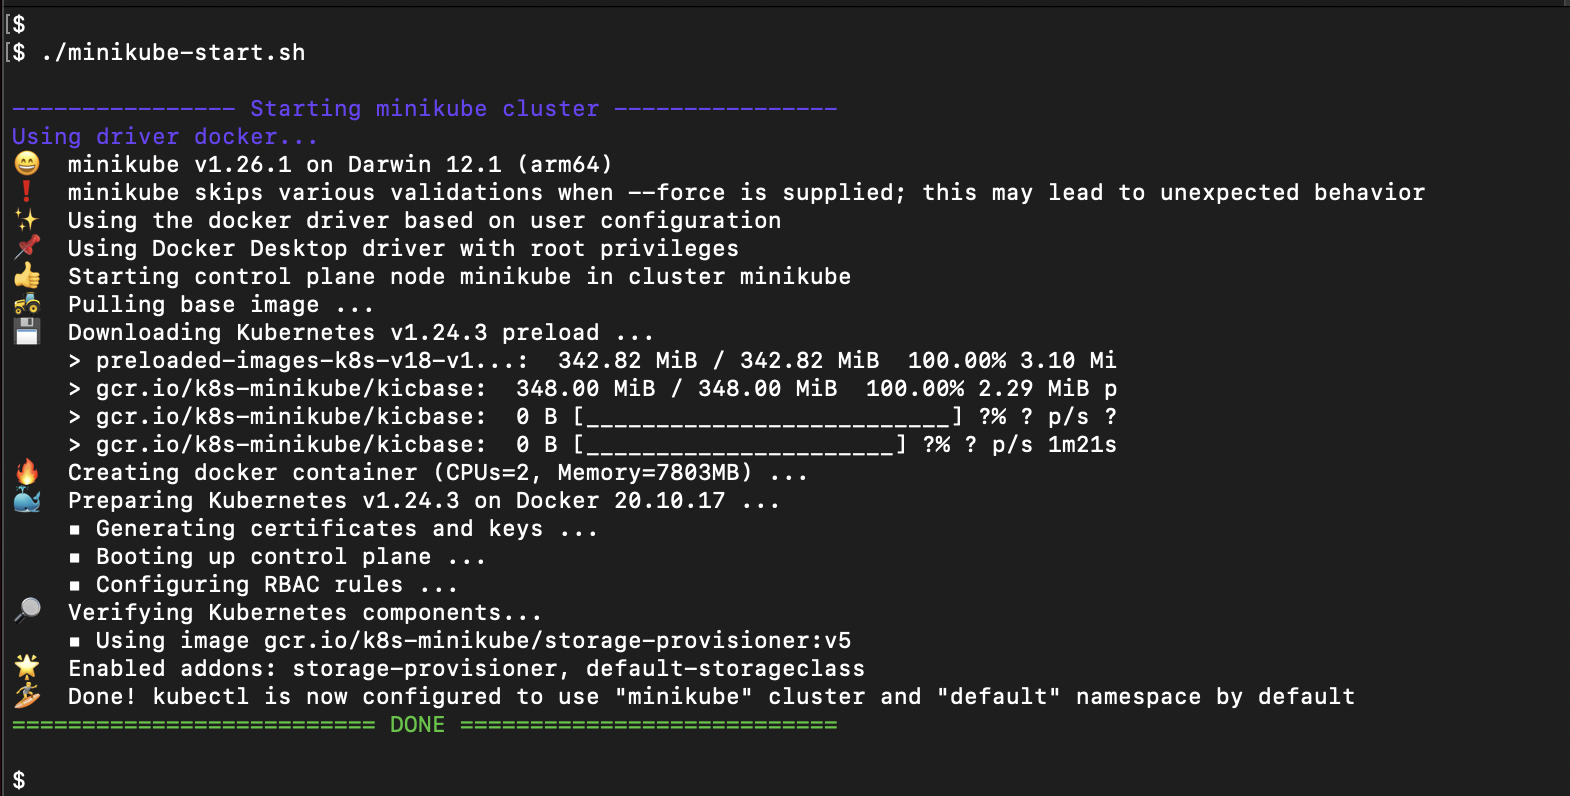 [$
[$ ./minikube-start.sh
---------------- Starting minikube cluster ----------------
Using driver docker...
😄  minikube v1.26.1 on Darwin 12.1 (arm64)
❗  minikube skips various validations when --force is supplied; this may lead to unexpected behavior
✨  Using the docker driver based on user configuration
📌  Using Docker Desktop driver with root privileges
👍  Starting control plane node minikube in cluster minikube
🚜  Pulling base image ...
💾  Downloading Kubernetes v1.24.3 preload ...
    > preloaded-images-k8s-v18-v1...:  342.82 MiB / 342.82 MiB  100.00% 3.10 Mi
    > gcr.io/k8s-minikube/kicbase:  348.00 MiB / 348.00 MiB  100.00% 2.29 MiB p
    > gcr.io/k8s-minikube/kicbase:  0 B [__________________________] ?% ? p/s ?
    > gcr.io/k8s-minikube/kicbase:  0 B [______________________] ?% ? p/s 1m21s
🔥  Creating docker container (CPUs=2, Memory=7803MB) ...
🐳  Preparing Kubernetes v1.24.3 on Docker 20.10.17 ...
    ▪ Generating certificates and keys ...
    ▪ Booting up control plane ...
    ▪ Configuring RBAC rules ...
🔎  Verifying Kubernetes components...
    ▪ Using image gcr.io/k8s-minikube/storage-provisioner:v5
🌟  Enabled addons: storage-provisioner, default-storageclass
🏄  Done! kubectl is now configured to use "minikube" cluster and "default" namespace by default
========================== DONE ===========================
$